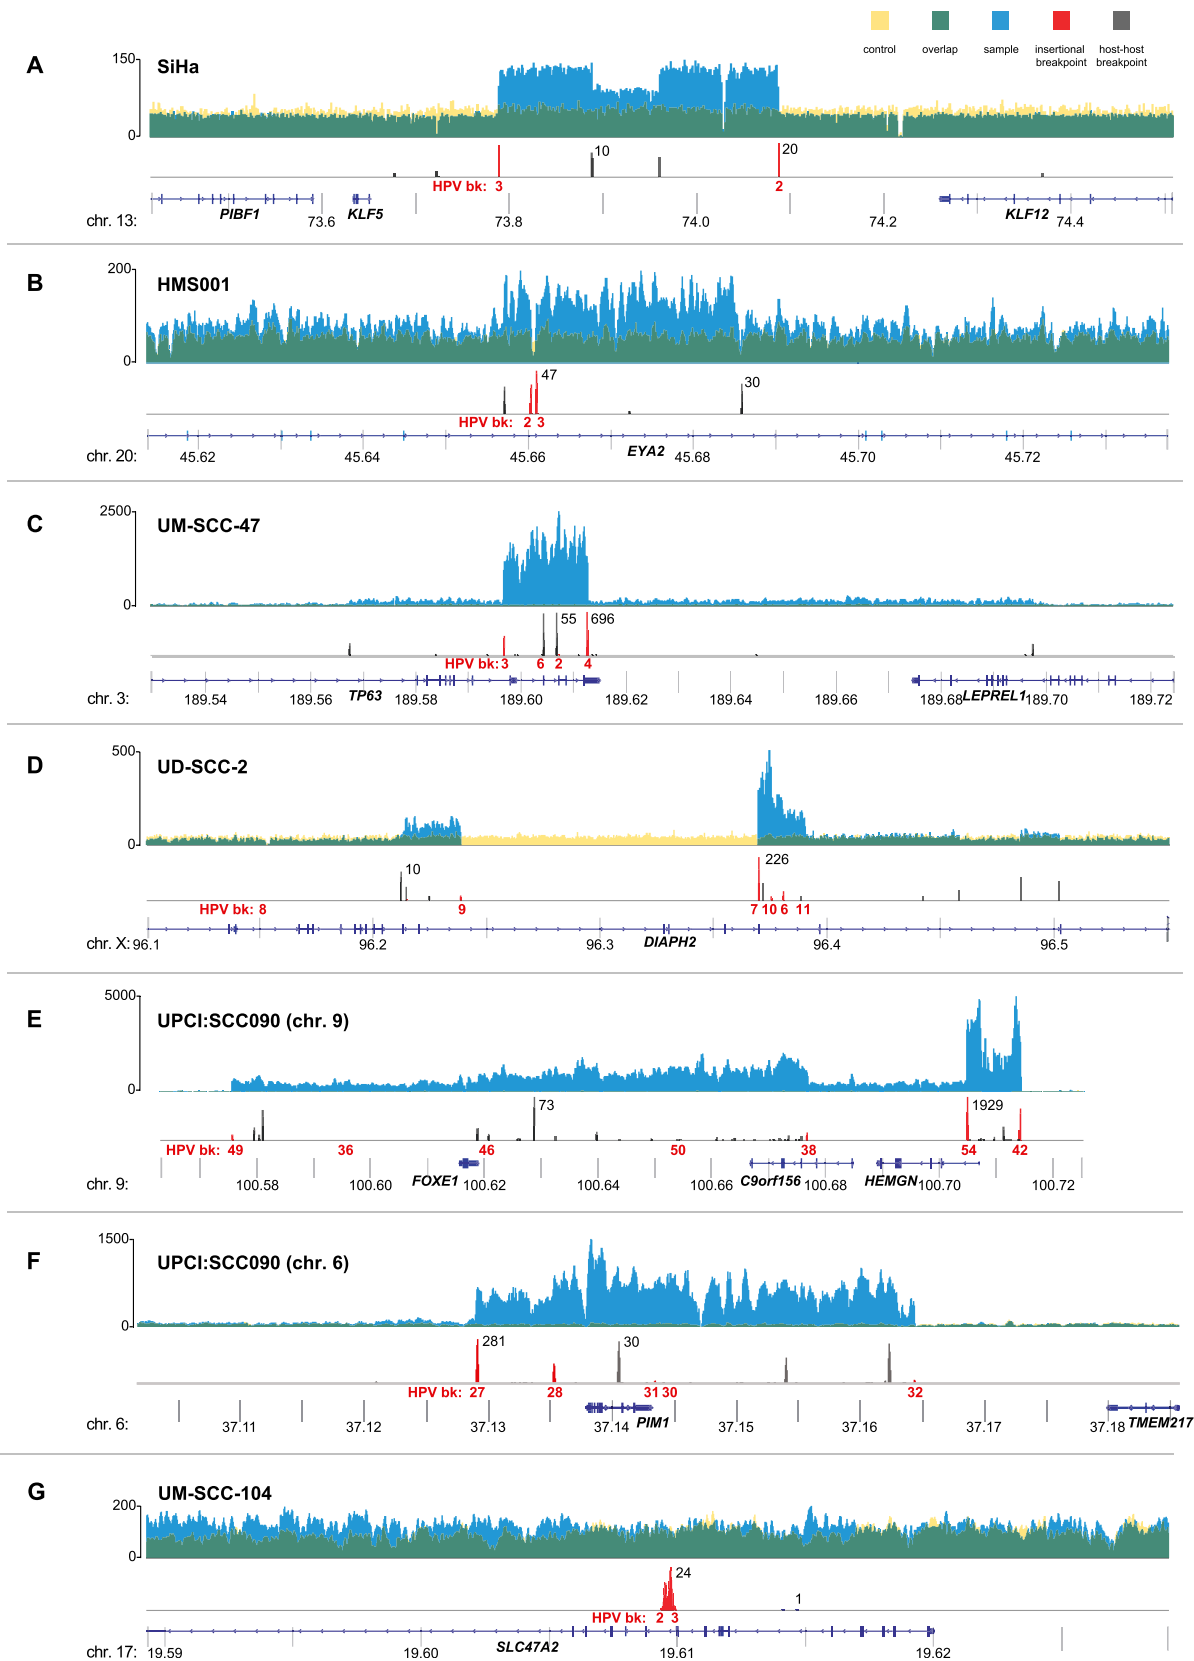 control overlap sample insertional breakpoint host-host breakpoint
A SiHa
150
0
10 20
HPV bk: 3 2
PIBF1 KLF5 KLF12
chr. 13: 73.6 73.8 74.0 74.2 74.4
B HMS001
200
0
47 30
HPV bk: 2 3
EYA2
chr. 20: 45.62 45.64 45.66 45.68 45.70 45.72
C UM-SCC-47
2500
0
55 696
HPV bk: 3 6 2 4
TP63 LEPREL1
chr. 3: 189.54 189.56 189.58 189.60 189.62 189.64 189.66 189.68 189.70 189.72
D UD-SCC-2
500
0
10 226
HPV bk: 8 9 7 10 6 11
DIAPH2
chr. X: 96.1 96.2 96.3 96.4 96.5
E UPCI:SCC090 (chr. 9)
5000
0
73 1929
HPV bk: 49 36 46 50 38 54 42
FOXE1 C9orf156 HEMGN
chr. 9: 100.58 100.60 100.62 100.64 100.66 100.68 100.70 100.72
F UPCI:SCC090 (chr. 6)
1500
0
281 30
HPV bk: 27 28 31 30 32
PIM1 TMEM217
chr. 6: 37.11 37.12 37.13 37.14 37.15 37.16 37.17 37.18
G UM-SCC-104
200
0
24 1
HPV bk: 2 3
SLC47A2
chr. 17: 19.59 19.60 19.61 19.62